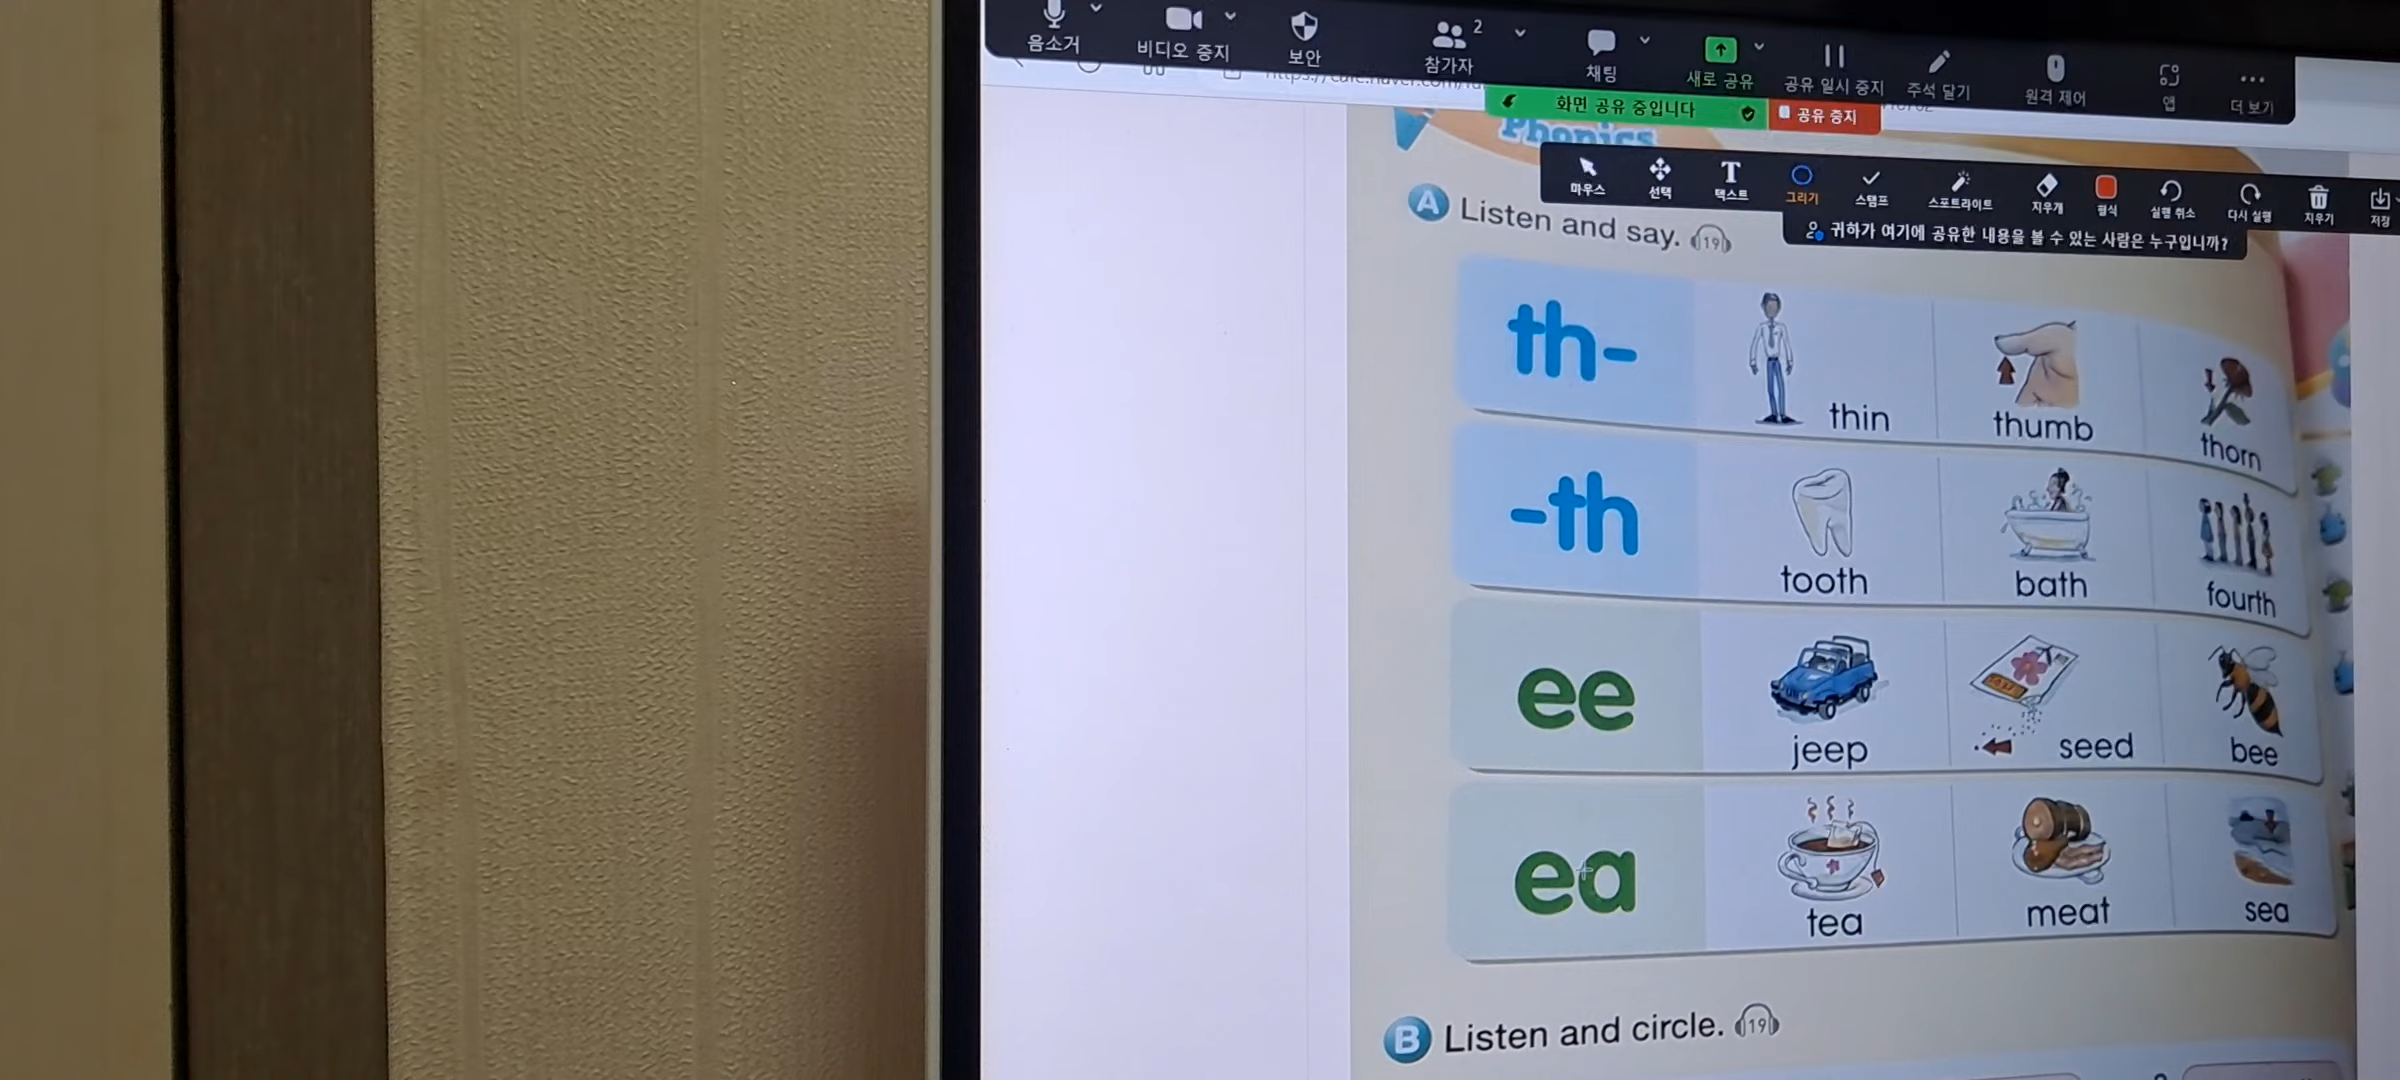 음소거 비디오 중지 보안 참가자 2 채팅 새로 공유 공유 일시 중지 주석 달기 원격 제어 앱 더 보기
화면 공유 중입니다 공유 중지
Phonics
마우스 선택 텍스트 그리기 스탬프 스포트라이트 지우개 형식 실행 취소 다시 실행 지우기 저장
귀하가 여기에 공유한 내용을 볼 수 있는 사람은 누구입니까?
A Listen and say. 19
th- thin thumb thorn
-th tooth bath fourth
ee jeep seed bee
ea tea meat sea
B Listen and circle. 19